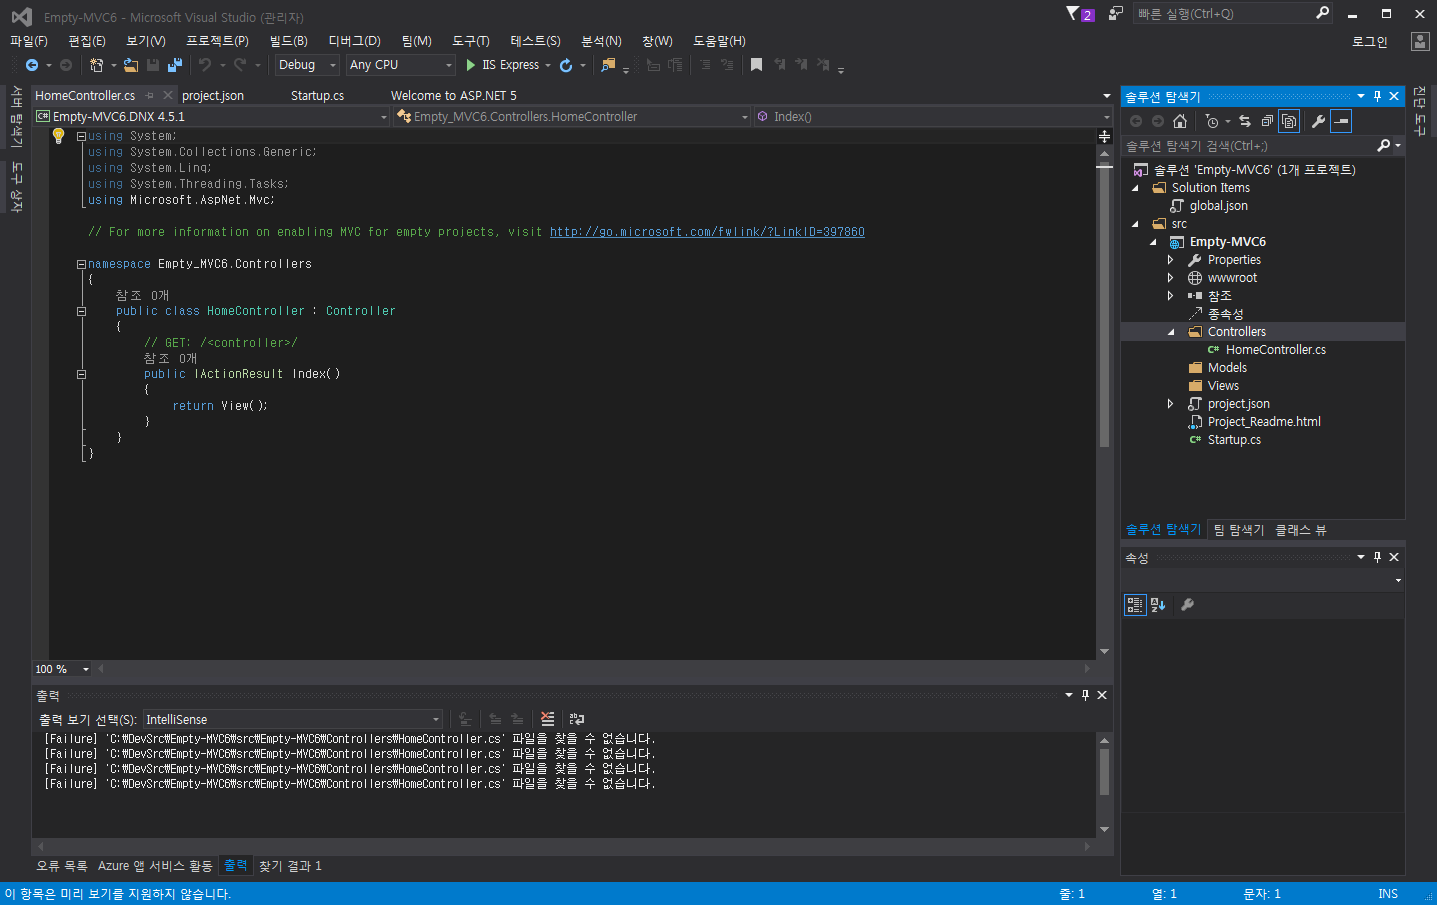 Empty-MVC6 - Microsoft Visual Studio (관리자)
2
빠른 실행(Ctrl+Q)
파일(F) 편집(E) 보기(V) 프로젝트(P) 빌드(B) 디버그(D) 팀(M) 도구(T) 테스트(S) 분석(N) 창(W) 도움말(H)
로그인
Debug
Any CPU
IIS Express
서버 탐색기
도구 상자
HomeController.cs
project.json
Startup.cs
Welcome to ASP.NET 5
Empty-MVC6.DNX 4.5.1
Empty_MVC6.Controllers.HomeController
Index()
using System;
using System.Collections.Generic;
using System.Linq;
using System.Threading.Tasks;
using Microsoft.AspNet.Mvc;
// For more information on enabling MVC for empty projects, visit http://go.microsoft.com/fwlink/?LinkID=397860
namespace Empty_MVC6.Controllers
{
참조 0개
public class HomeController : Controller
{
// GET: /<controller>/
참조 0개
public IActionResult Index()
{
return View();
}
}
}
100 %
출력
출력 보기 선택(S):
IntelliSense
[Failure] 'C:₩DevSrc₩Empty-MVC6₩src₩Empty-MVC6₩Controllers₩HomeController.cs' 파일을 찾을 수 없습니다.
[Failure] 'C:₩DevSrc₩Empty-MVC6₩src₩Empty-MVC6₩Controllers₩HomeController.cs' 파일을 찾을 수 없습니다.
[Failure] 'C:₩DevSrc₩Empty-MVC6₩src₩Empty-MVC6₩Controllers₩HomeController.cs' 파일을 찾을 수 없습니다.
[Failure] 'C:₩DevSrc₩Empty-MVC6₩src₩Empty-MVC6₩Controllers₩HomeController.cs' 파일을 찾을 수 없습니다.
오류 목록
Azure 앱 서비스 활동
출력
찾기 결과 1
솔루션 탐색기
솔루션 탐색기 검색(Ctrl+;)
솔루션 'Empty-MVC6' (1개 프로젝트)
Solution Items
global.json
src
Empty-MVC6
Properties
wwwroot
참조
종속성
Controllers
HomeController.cs
Models
Views
project.json
Project_Readme.html
Startup.cs
솔루션 탐색기
팀 탐색기
클래스 뷰
속성
진단 도구
이 항목은 미리 보기를 지원하지 않습니다.
줄: 1
열: 1
문자: 1
INS